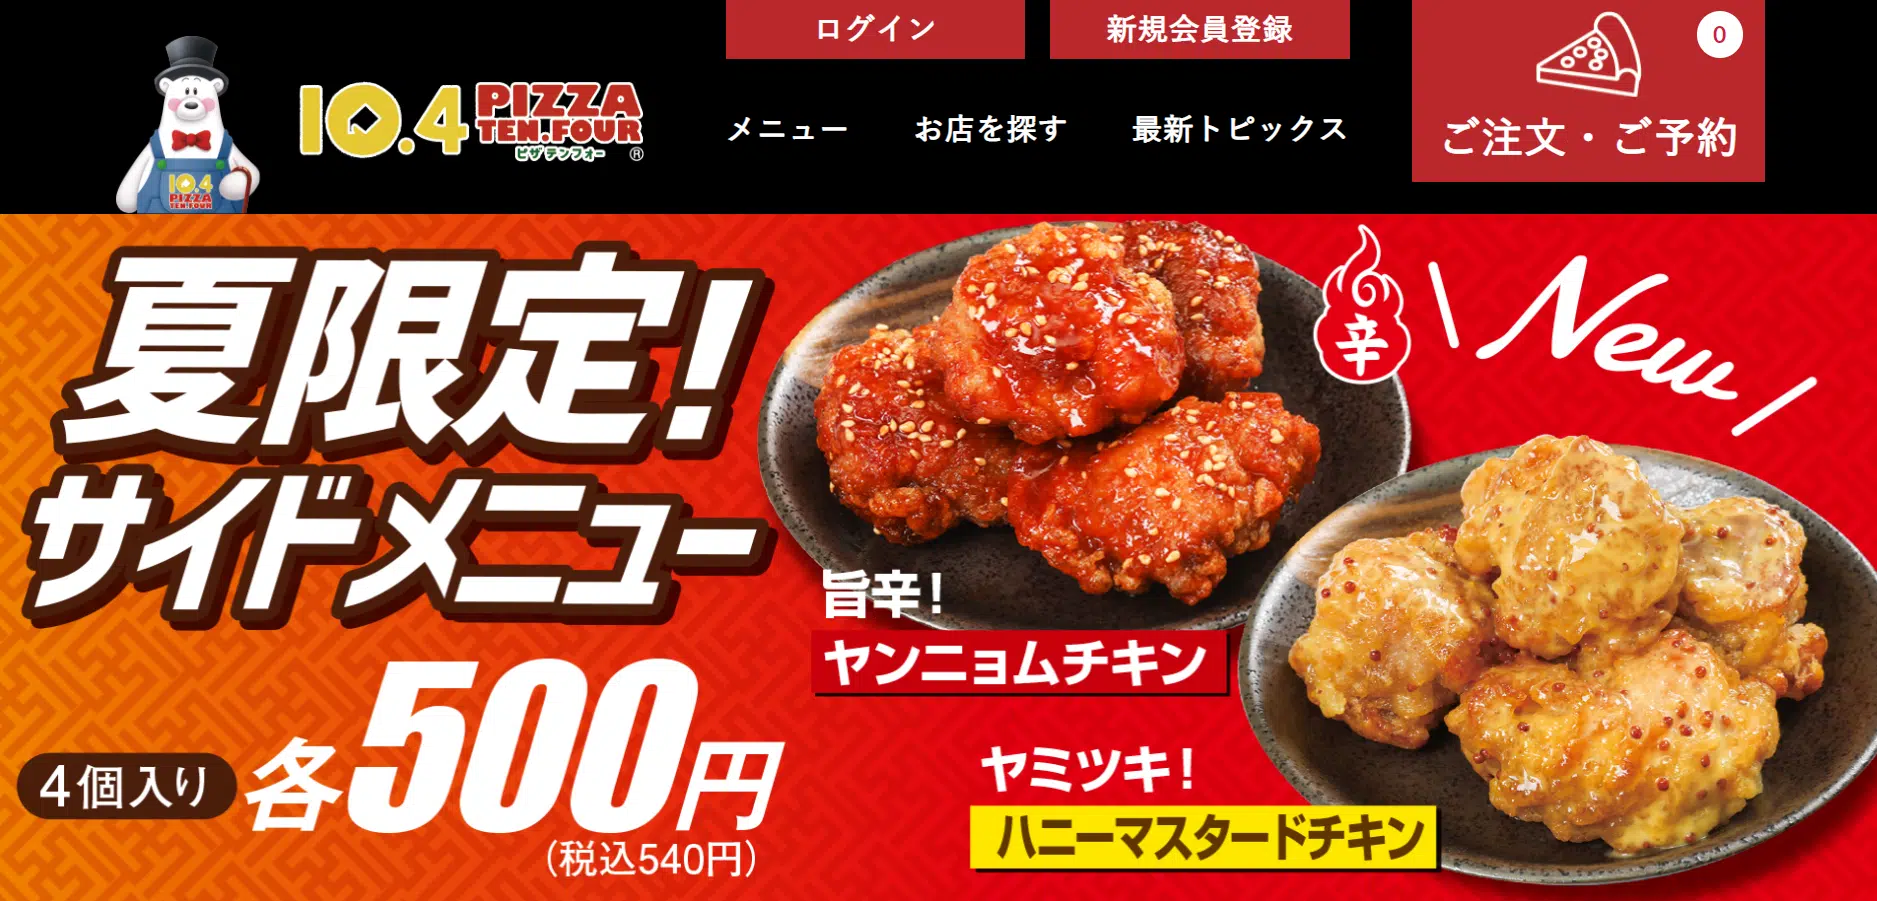 ログイン
新規会員登録
0
10.4 PIZZA
TEN.FOUR
ピザ テンフォー ®
メニュー
お店を探す
最新トピックス
ご注文・ご予約
10.4
PIZZA
TEN.FOUR
夏限定!
サイドメニュー
4個入り
各500円
(税込540円)
辛
New
旨辛!
ヤンニョムチキン
ヤミツキ!
ハニーマスタードチキン